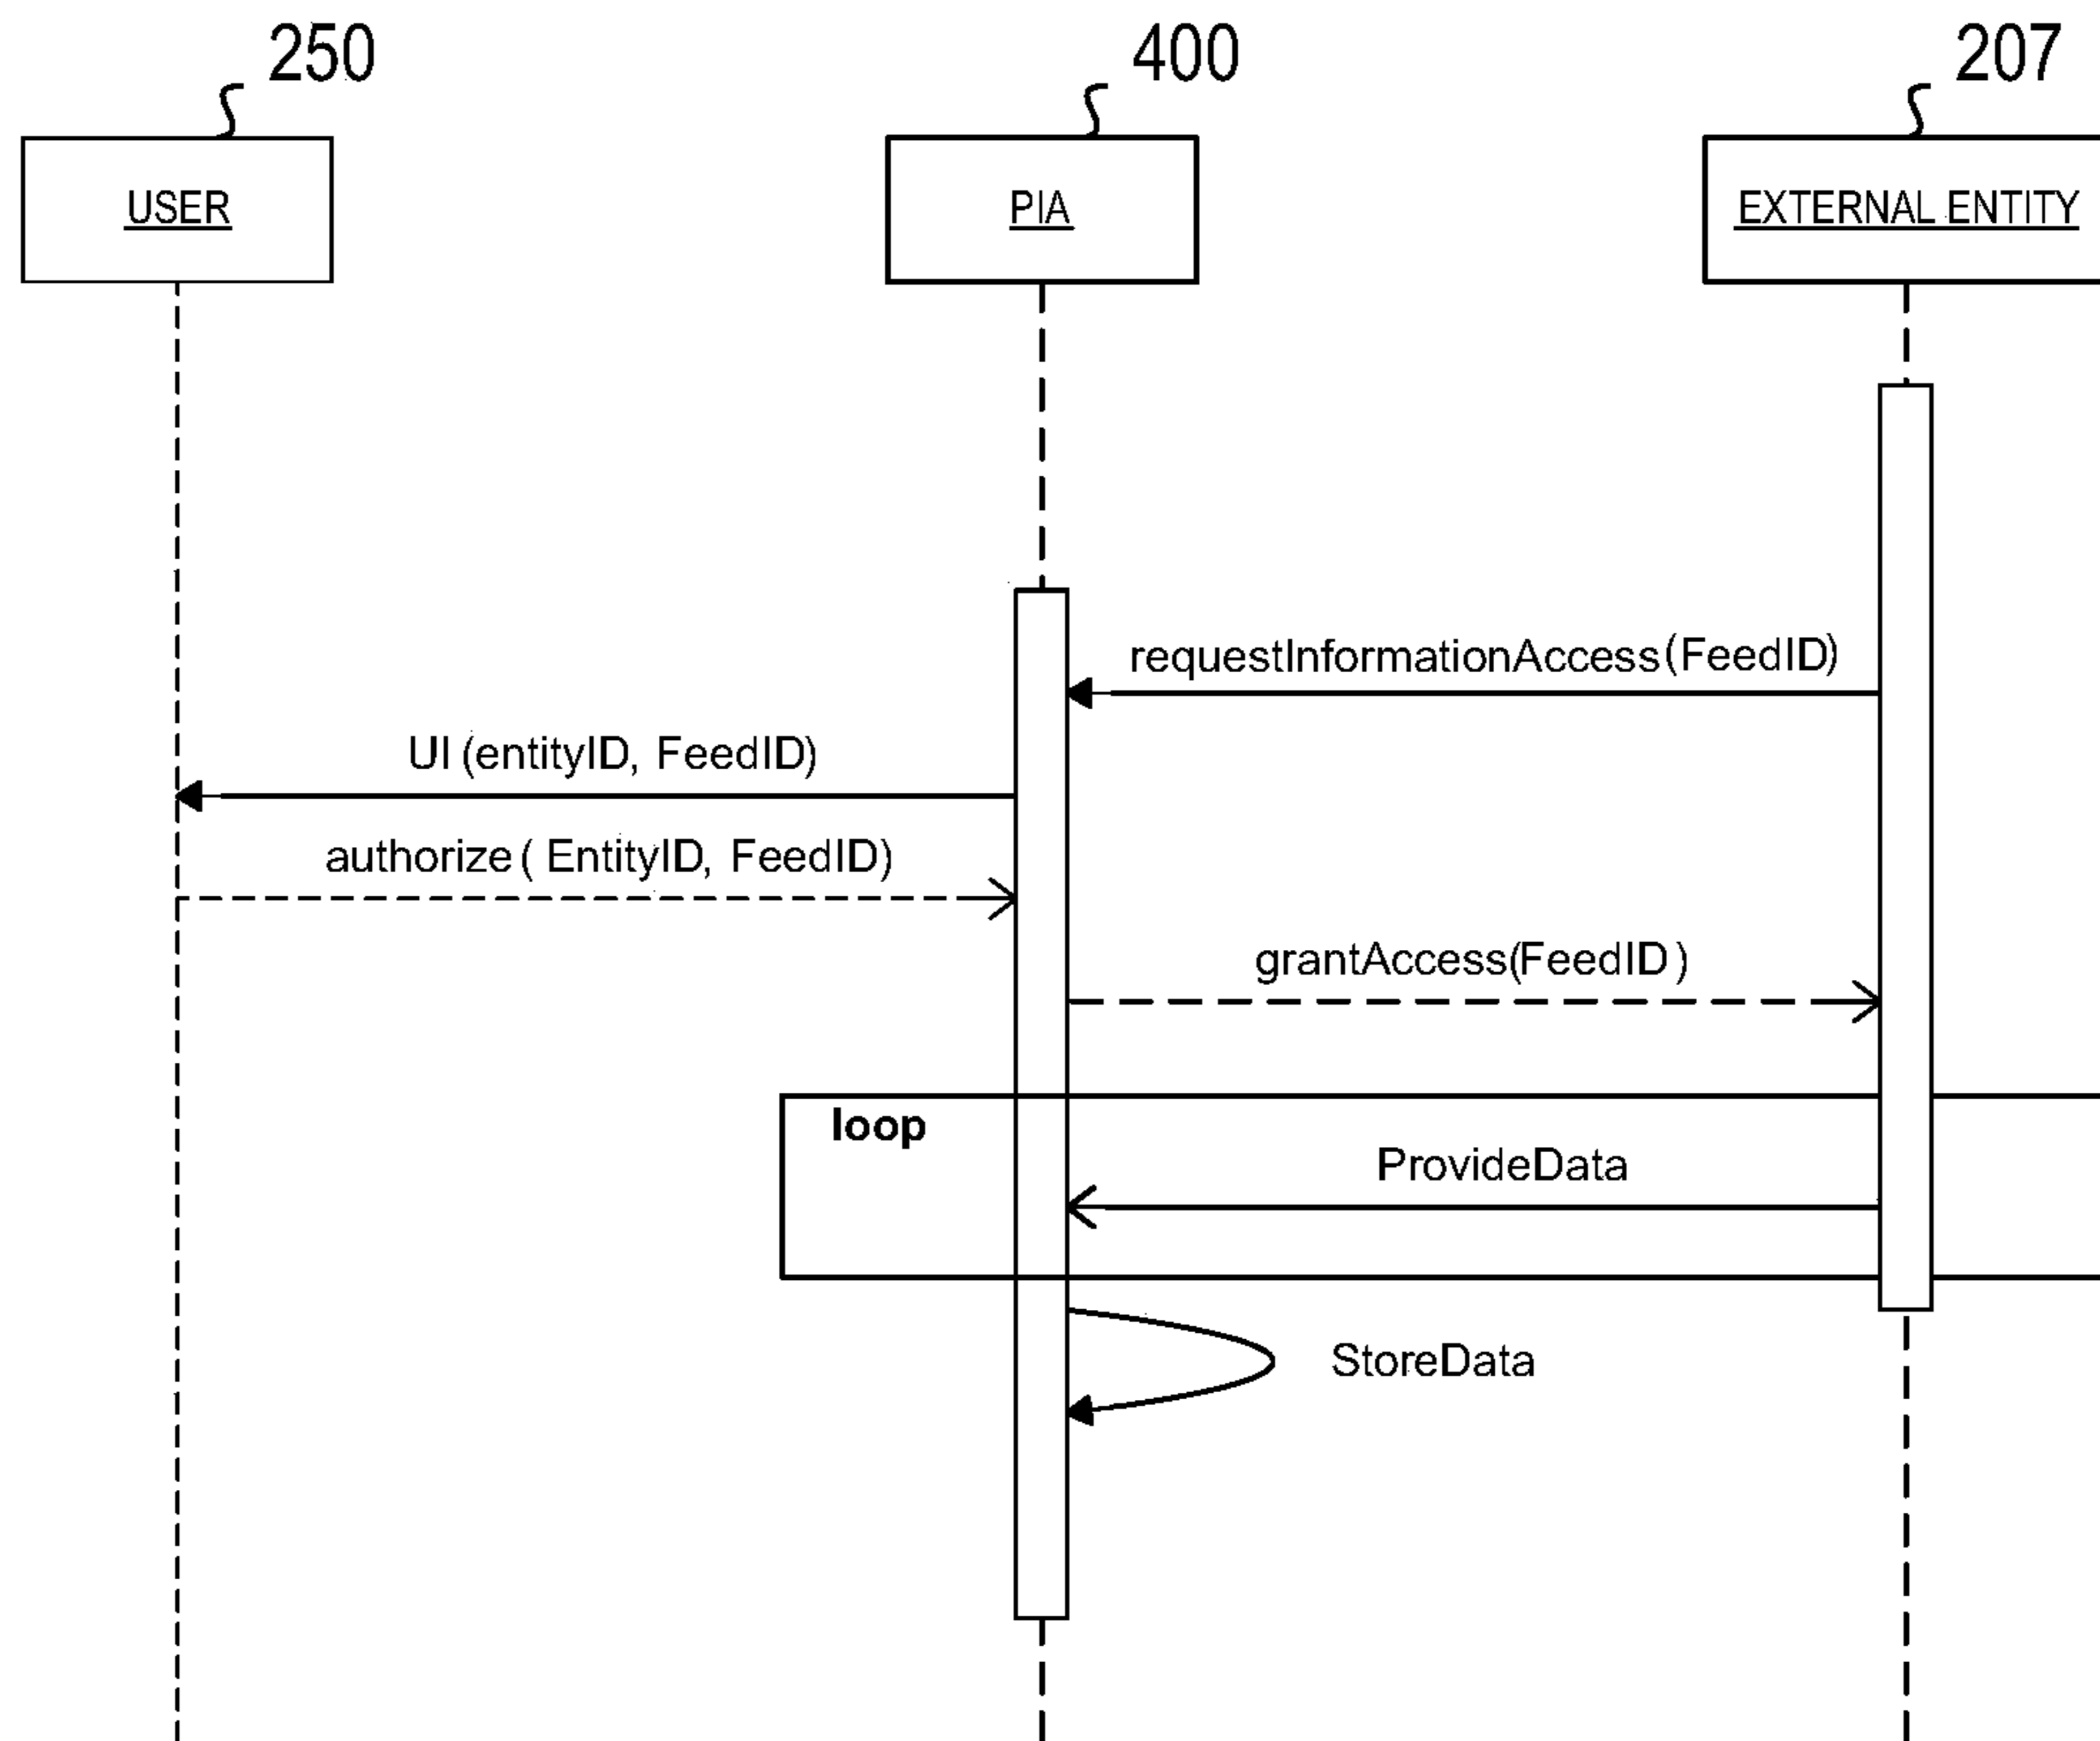 250
400
207
USER
PIA
EXTERNAL ENTITY
requestInformationAccess(FeedID)
UI (entityID, FeedID)
authorize ( EntityID, FeedID)
grantAccess(FeedID )
loop
ProvideData
StoreData